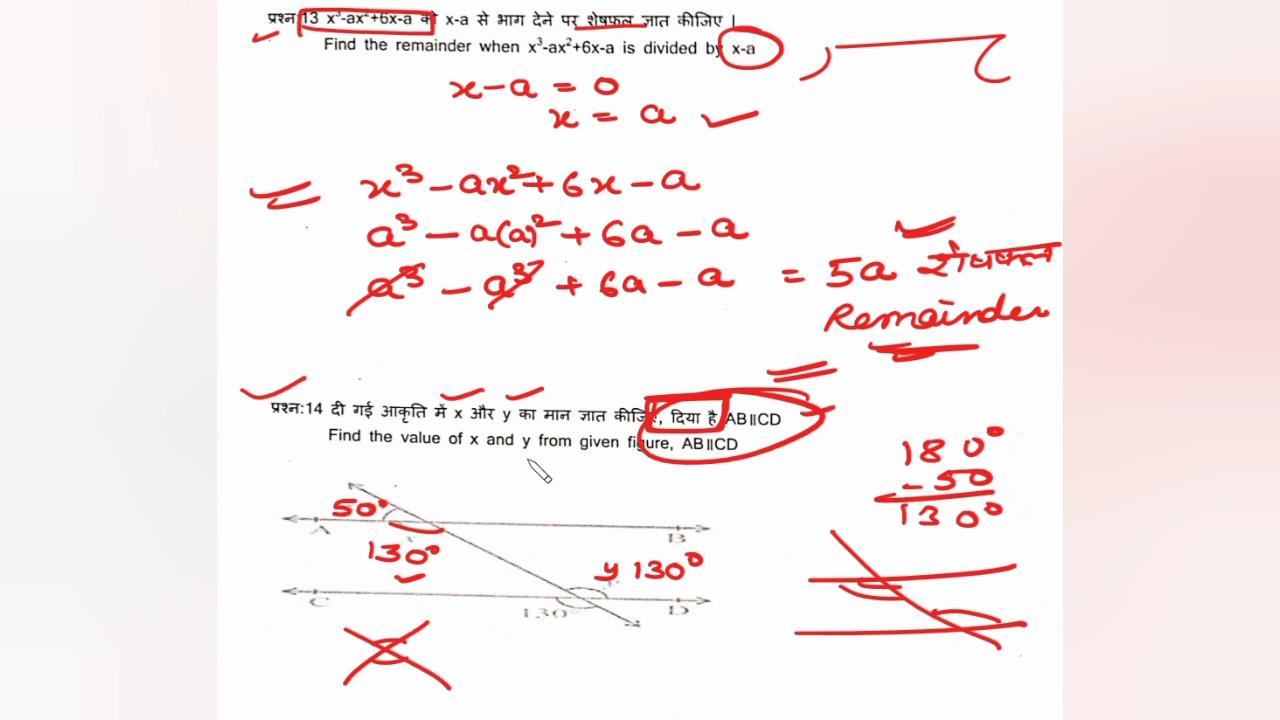 प्रश्न:13 x³-ax²+6x-a को x-a से भाग देने पर शेषफल ज्ञात कीजिए |
Find the remainder when x³-ax²+6x-a is divided by x-a
x-a = 0
x = a
x³ - ax² + 6x - a
a³ - a(a)² + 6a - a
a³ - a³ + 6a - a = 5a शेषफल
Remainder
प्रश्न:14 दी गई आकृति में x और y का मान ज्ञात कीजिए, दिया है AB॥CD
Find the value of x and y from given figure, AB॥CD
180°
- 50
130°
50°
A
x
B
130°
y 130°
C
130
D